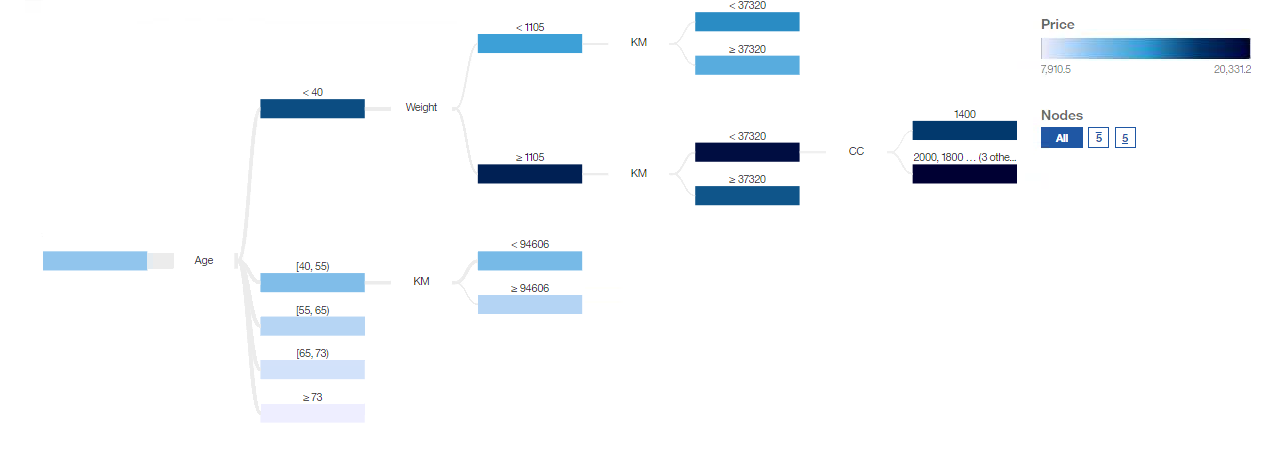 < 37320
Price
< 1105
KM
≥ 37320
7,910.5
20,331.2
< 40
Weight
1400
Nodes
< 37320
All
5
5
CC
≥ 1105
2000, 1800 ... (3 othe...
KM
≥ 37320
< 94606
Age
[40, 55)
KM
≥ 94606
[55, 65)
[65, 73)
≥ 73